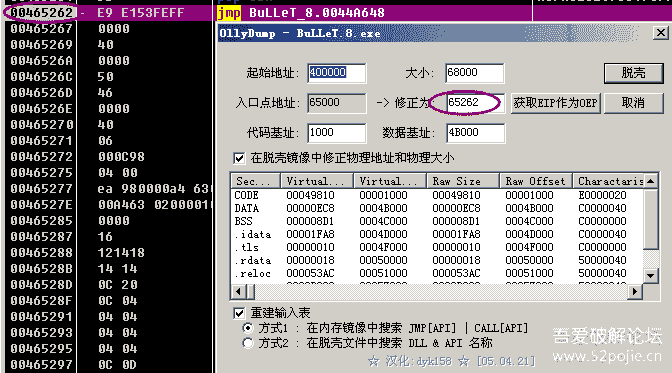 00465262 - E9 E153FEFF jmp BuLLeT_8.0044A648
00465267 0000
00465269 40
0046526A 0000
0046526C 50
0046526D 46
0046526E 0000
00465270 40
00465271 06
00465272 000C98
00465275 04 00
00465277 ea 980000a4 630
0046527E 00A463 0200001
00465285 0000
00465287 16
00465288 121418
0046528B 14 14
0046528D 0C 20
0046528F 0C 04
00465291 0C 04
00465293 04 04
00465295 0C 04
00465297 0C 0D
OllyDump - BuLLeT.8.exe
起始地址: 400000 大小: 68000 脱壳
入口点地址: 65000 -> 修正为: 65262 获取EIP作为OEP 取消
代码基址: 1000 数据基址: 4B000
在脱壳镜像中修正物理地址和物理大小
Sec... Virtual... Virtual... Raw Size Raw Offset Charactaris
CODE 00049810 00001000 00049810 00001000 E0000020
DATA 00000EC8 0004B000 00000EC8 0004B000 C0000040
BSS 000008D1 0004C000 000008D1 0004C000 C0000000
.idata 00001FA8 0004D000 00001FA8 0004D000 C0000040
.tls 00000010 0004F000 00000010 0004F000 C0000000
.rdata 00000018 00050000 00000018 00050000 50000040
.reloc 000053AC 00051000 000053AC 00051000 50000040
重建输入表
方式1 : 在内存镜像中搜索 JMP[API] | CALL[API]
方式2 : 在脱壳文件中搜索 DLL & API 名称
☆ 汉化:dyk158 ★ [05.04.21]
吾爱破解论坛
www.52pojie.cn